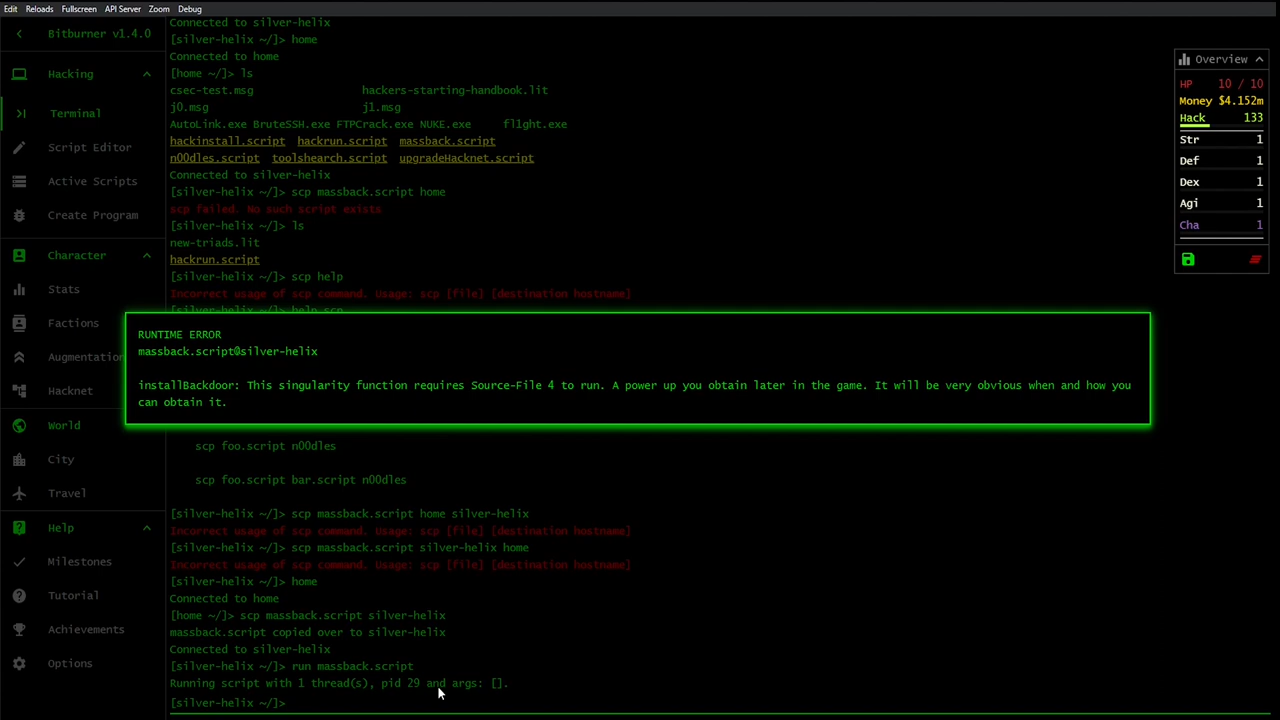 Edit Reloads Fullscreen API Server Zoom Debug
Bitburner v1.4.0
Hacking
Terminal
Script Editor
Active Scripts
Create Program
Character
Stats
Factions
Augmentation
Hacknet
World
City
Travel
Help
Milestones
Tutorial
Achievements
Options
Connected to silver-helix
[silver-helix ~/]> home
Connected to home
[home ~/]> ls
csec-test.msg hackers-starting-handbook.lit
j0.msg j1.msg
AutoLink.exe BruteSSH.exe FTPCrack.exe NUKE.exe fl1ght.exe
hackinstall.script hackrun.script massback.script
n00dles.script toolshearch.script upgradeHacknet.script
Connected to silver-helix
[silver-helix ~/]> scp massback.script home
scp failed. No such script exists
[silver-helix ~/]> ls
new-triads.lit
hackrun.script
[silver-helix ~/]> scp help
Incorrect usage of scp command. Usage: scp [file] [destination hostname]
[silver-helix ~/]> help scp
RUNTIME ERROR
massback.script@silver-helix
installBackdoor: This singularity function requires Source-File 4 to run. A power up you obtain later in the game. It will be very obvious when and how you
can obtain it.
scp foo.script n00dles
scp foo.script bar.script n00dles
[silver-helix ~/]> scp massback.script home silver-helix
Incorrect usage of scp command. Usage: scp [file] [destination hostname]
[silver-helix ~/]> scp massback.script silver-helix home
Incorrect usage of scp command. Usage: scp [file] [destination hostname]
[silver-helix ~/]> home
Connected to home
[home ~/]> scp massback.script silver-helix
massback.script copied over to silver-helix
Connected to silver-helix
[silver-helix ~/]> run massback.script
Running script with 1 thread(s), pid 29 and args: [].
[silver-helix ~/]>
Overview
HP 10 / 10
Money $4.152m
Hack 133
Str 1
Def 1
Dex 1
Agi 1
Cha 1